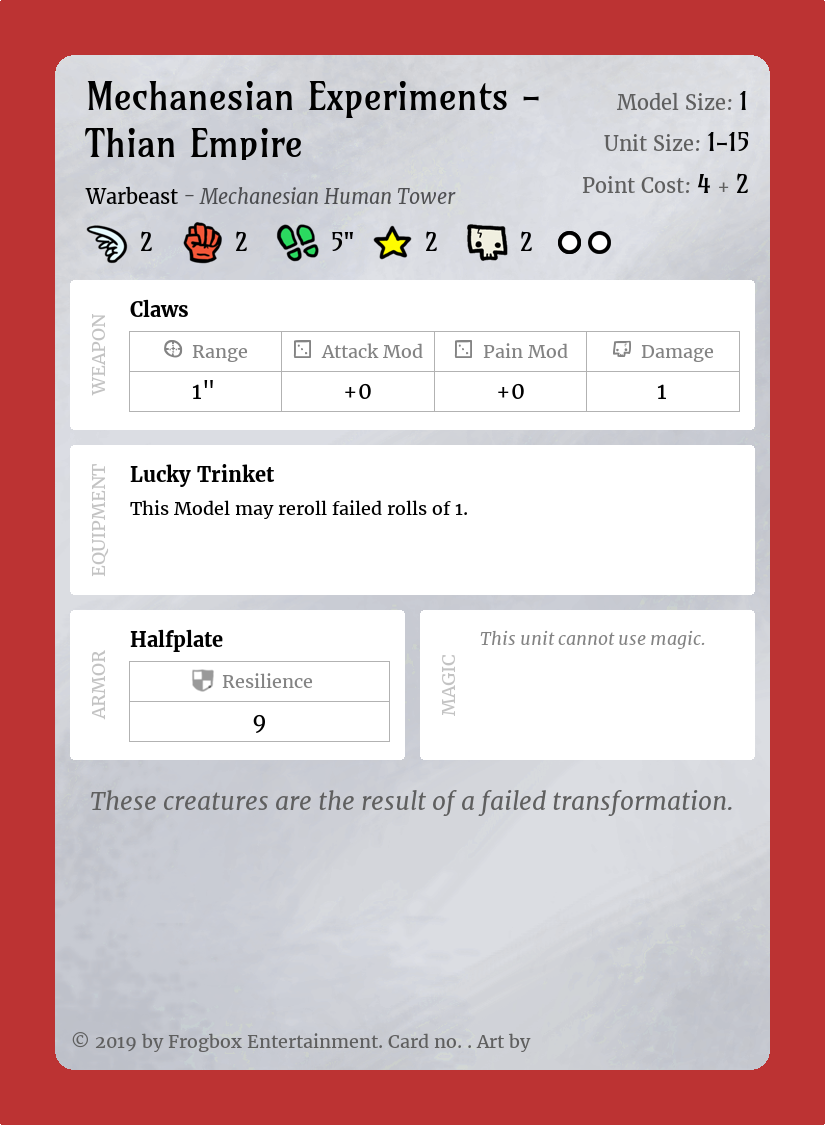 Mechanesian Experiments –
Thian Empire
Model Size: 1
Unit Size: 1–15
Point Cost: 4 + 2
Warbeast – Mechanesian Human Tower
2 2 5" 2 2
WEAPON
Claws
Range Attack Mod Pain Mod Damage
1" +0 +0 1
EQUIPMENT
Lucky Trinket
This Model may reroll failed rolls of 1.
ARMOR
Halfplate
Resilience
9
MAGIC
This unit cannot use magic.
These creatures are the result of a failed transformation.
© 2019 by Frogbox Entertainment. Card no. . Art by